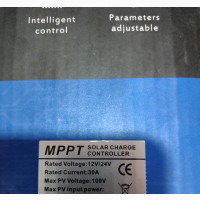 Intelligent
control
Parameters
adjustable
MPPT
SOLAR CHARGE
CONTROLLER
Rated Voltage:12V/24V
Rated Current:30A
Max PV Voltage:100V
Max PV Input power:
CE